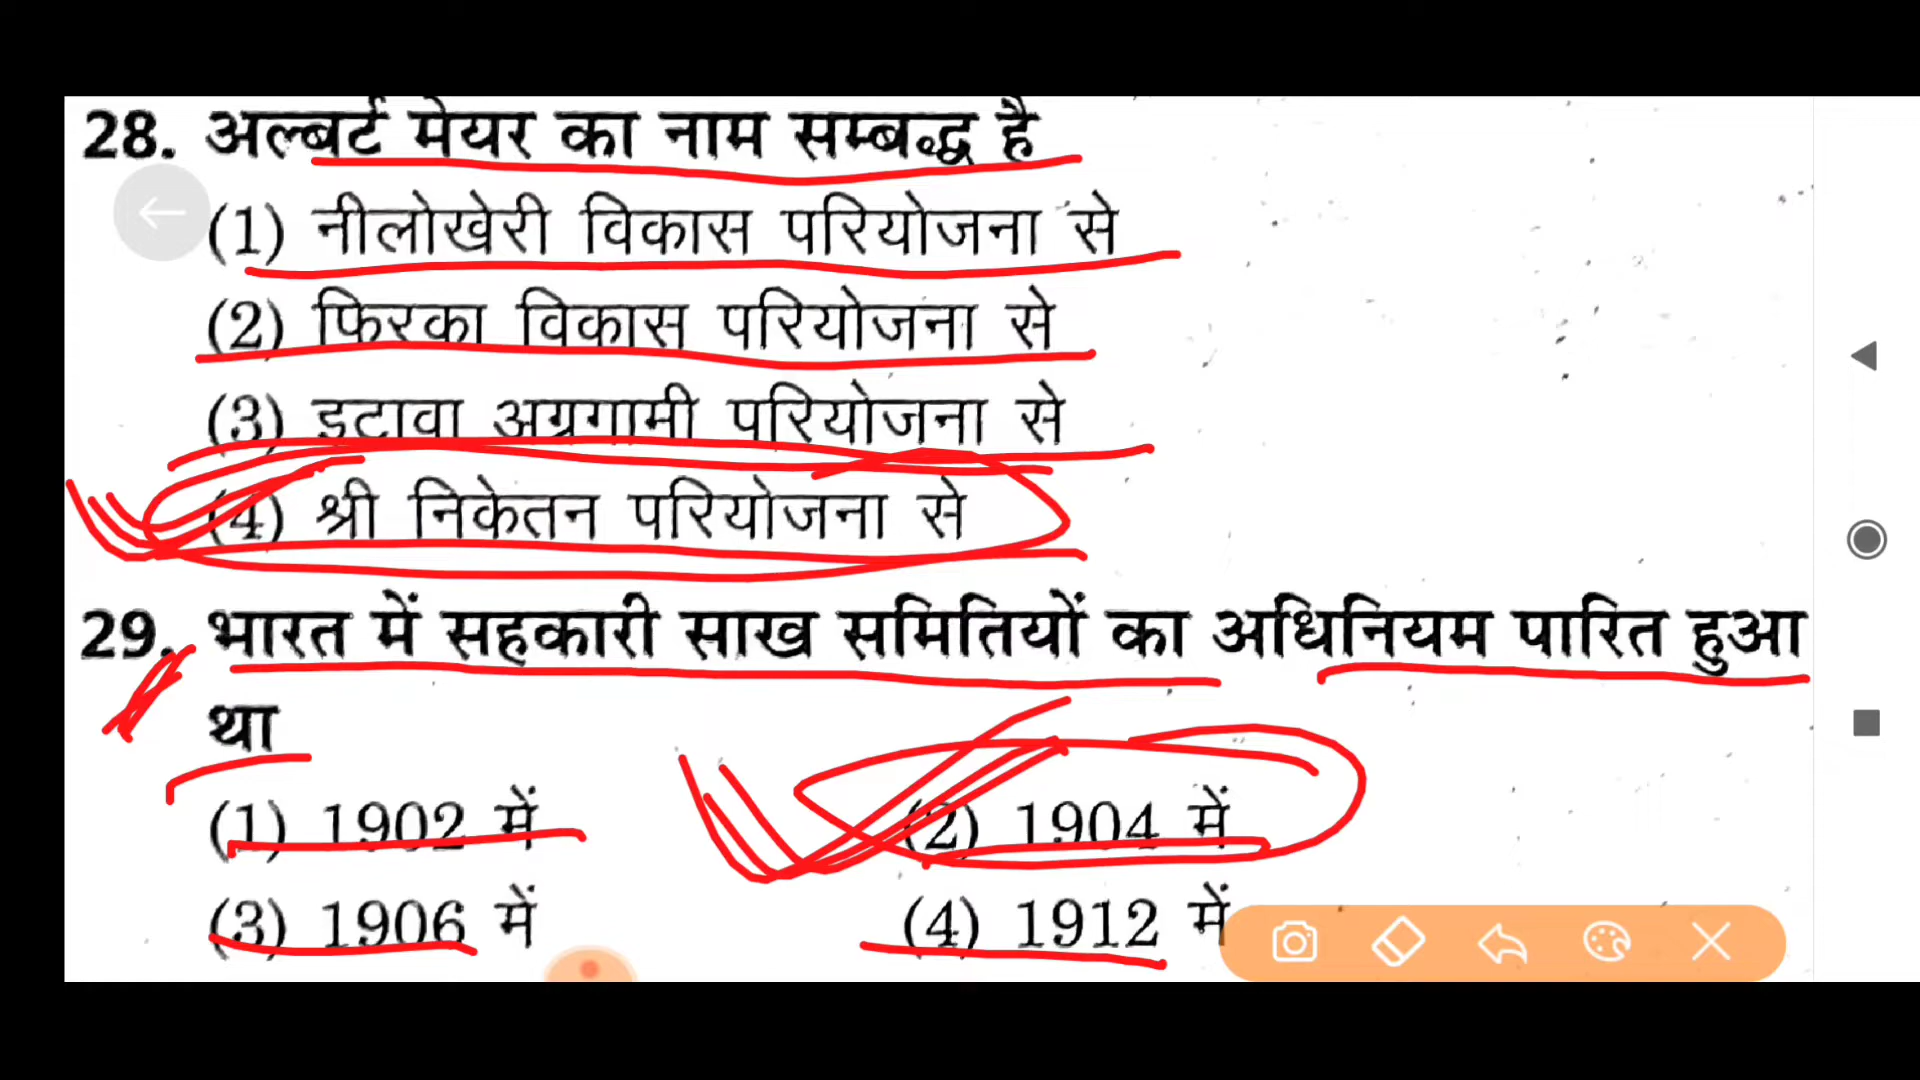 28. अल्बर्ट मेयर का नाम सम्बद्ध है
(1) नीलोखेरी विकास परियोजना से
(2) फिरका विकास परियोजना से
(3) इटावा अग्रगामी परियोजना से
(4) श्री निकेतन परियोजना से
29. भारत में सहकारी साख समितियों का अधिनियम पारित हुआ
था
(1) 1902 में (2) 1904 में
(3) 1906 में (4) 1912 में